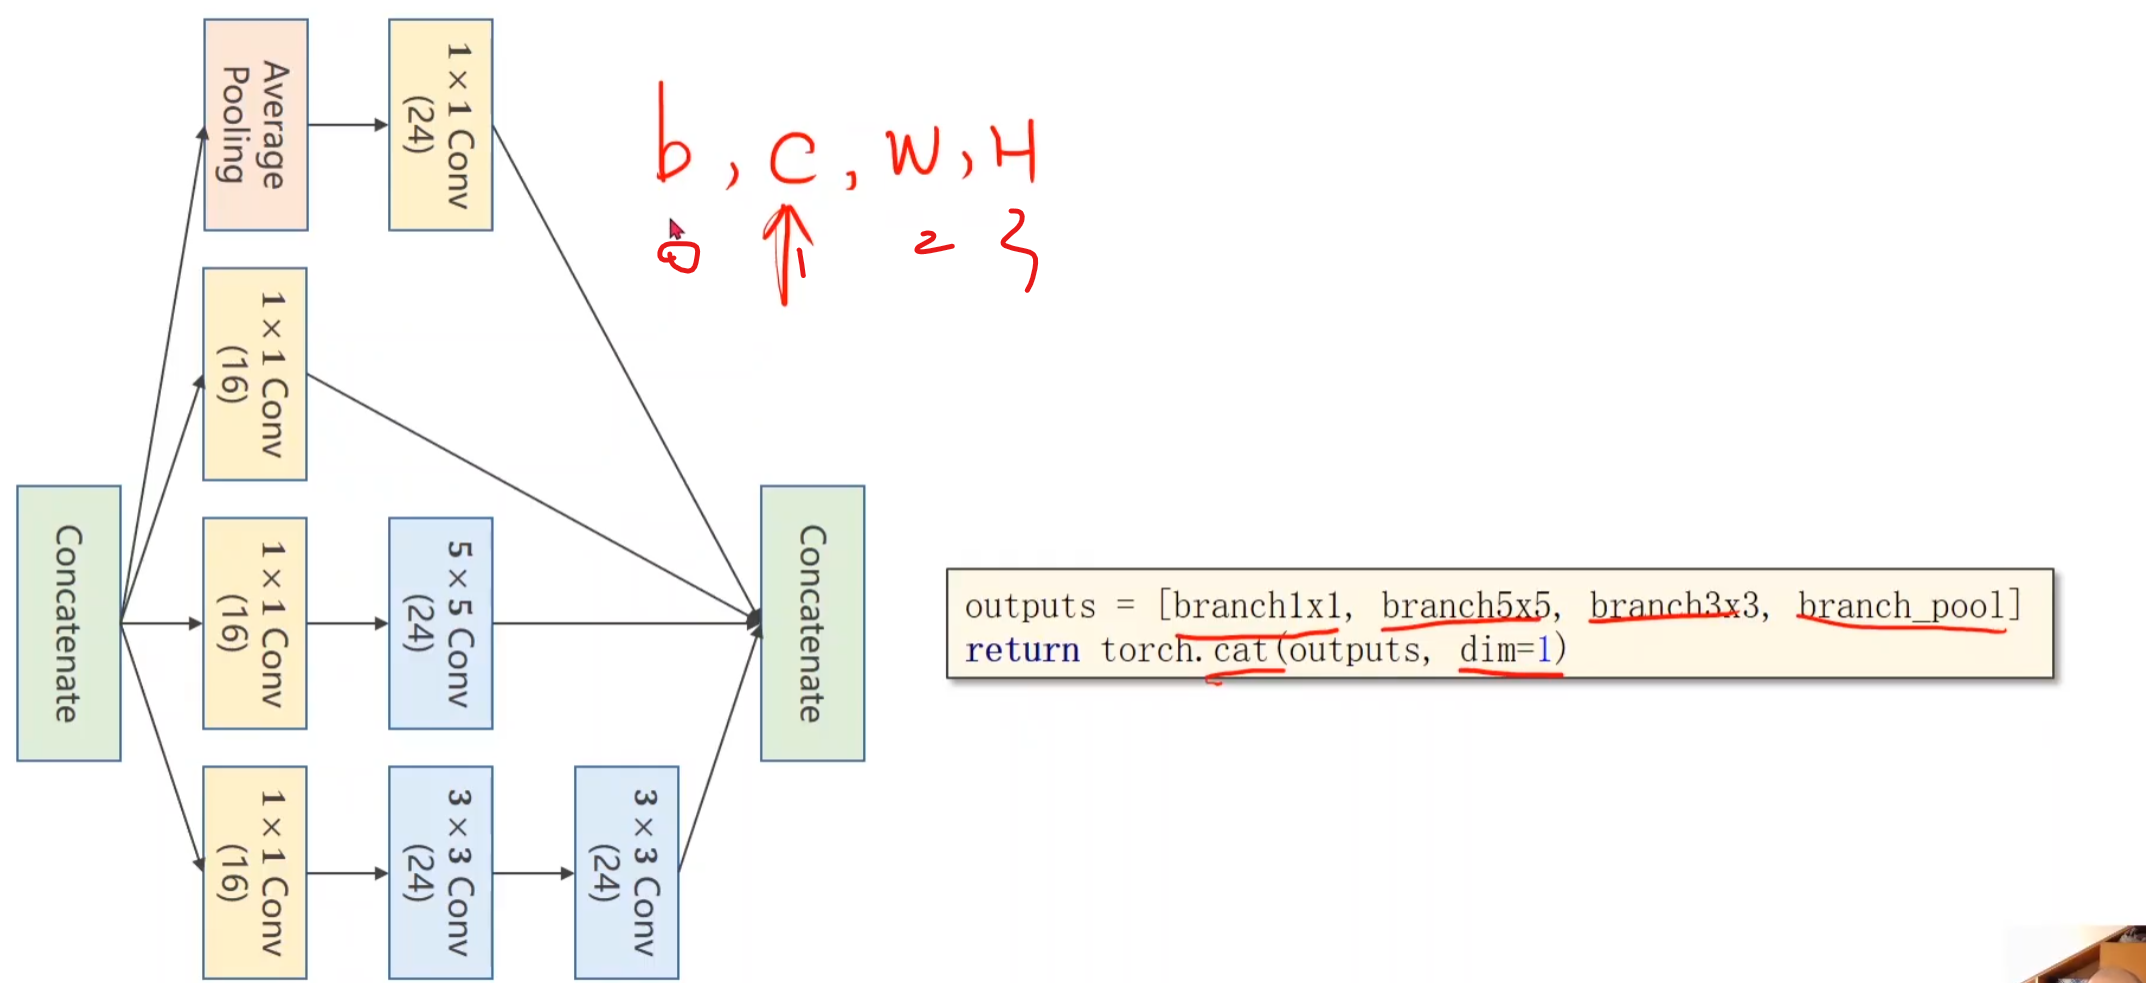 Average
Pooling
1×1 Conv
(24)
b, C, W, H
0 1 2 3
1×1 Conv
(16)
Concatenate
1×1 Conv
(16)
5×5 Conv
(24)
Concatenate
outputs = [branch1x1, branch5x5, branch3x3, branch_pool]
return torch.cat(outputs, dim=1)
1×1 Conv
(16)
3×3 Conv
(24)
3×3 Conv
(24)